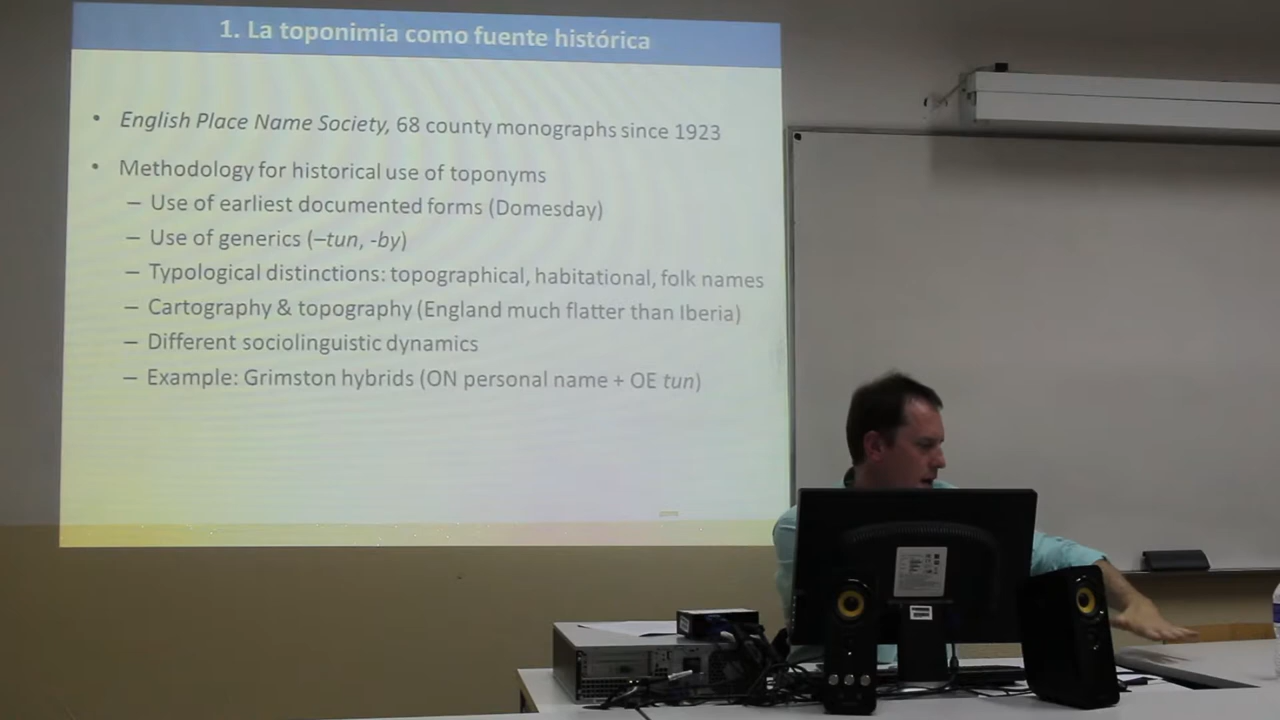 1. La toponimia como fuente histórica
• English Place Name Society, 68 county monographs since 1923
• Methodology for historical use of toponyms
– Use of earliest documented forms (Domesday)
– Use of generics (–tun, -by)
– Typological distinctions: topographical, habitational, folk names
– Cartography & topography (England much flatter than Iberia)
– Different sociolinguistic dynamics
– Example: Grimston hybrids (ON personal name + OE tun)